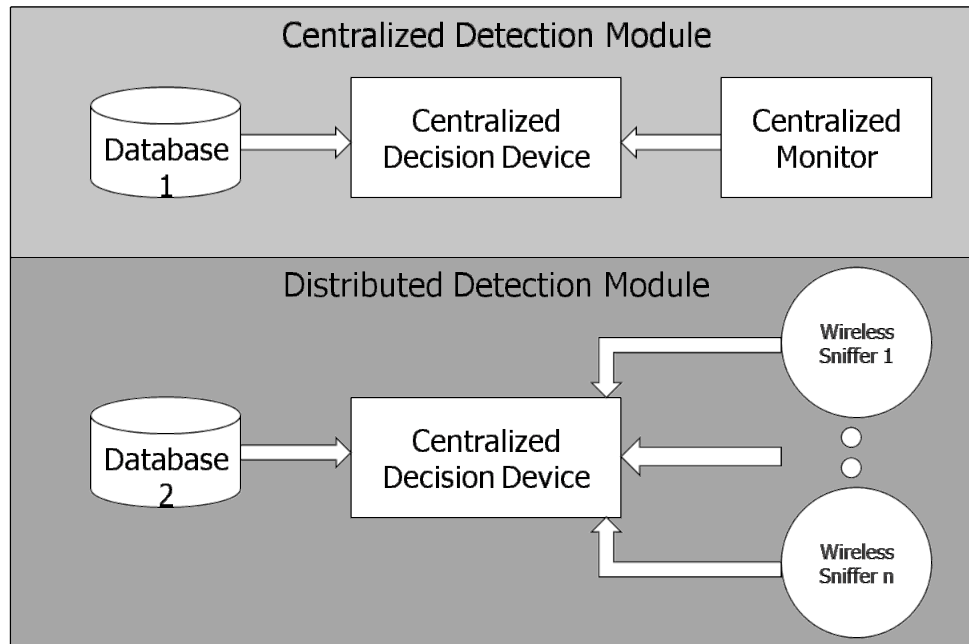 Centralized Detection Module
Database
1
Centralized
Decision Device
Centralized
Monitor
Distributed Detection Module
Database
2
Centralized
Decision Device
Wireless
Sniffer 1
Wireless
Sniffer n